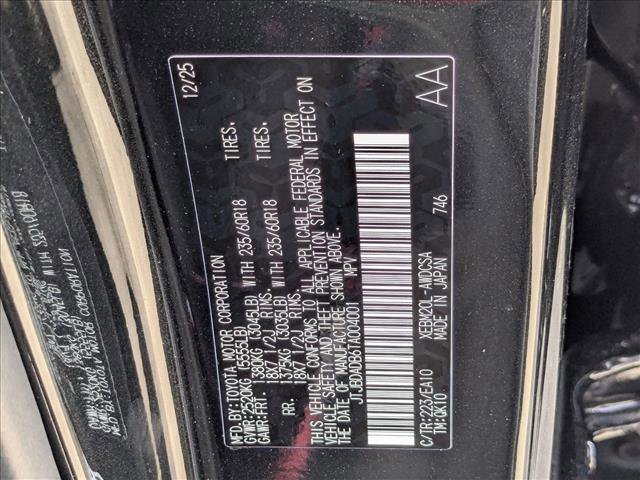 MFD.BY:TOYOTA MOTOR CORPORATION 12/25
GVWR:2520KG (5555LB)
GAWR:FRT. 1380KG (3045LB) WITH 235/60R18 TIRES,
18X7 1/2J RIMS,
RR. 1375KG (3035LB) WITH 235/60R18 TIRES,
18X7 1/2J RIMS,
THIS VEHICLE CONFORMS TO ALL APPLICABLE FEDERAL MOTOR
VEHICLE SAFETY AND THEFT PREVENTION STANDARDS IN EFFECT ON
THE DATE OF MANUFACTURE SHOWN ABOVE.
MPV
C/TR:223/EA10 XEBM20L-AWDGSA AA
TM:QK10 MADE IN JAPAN 746